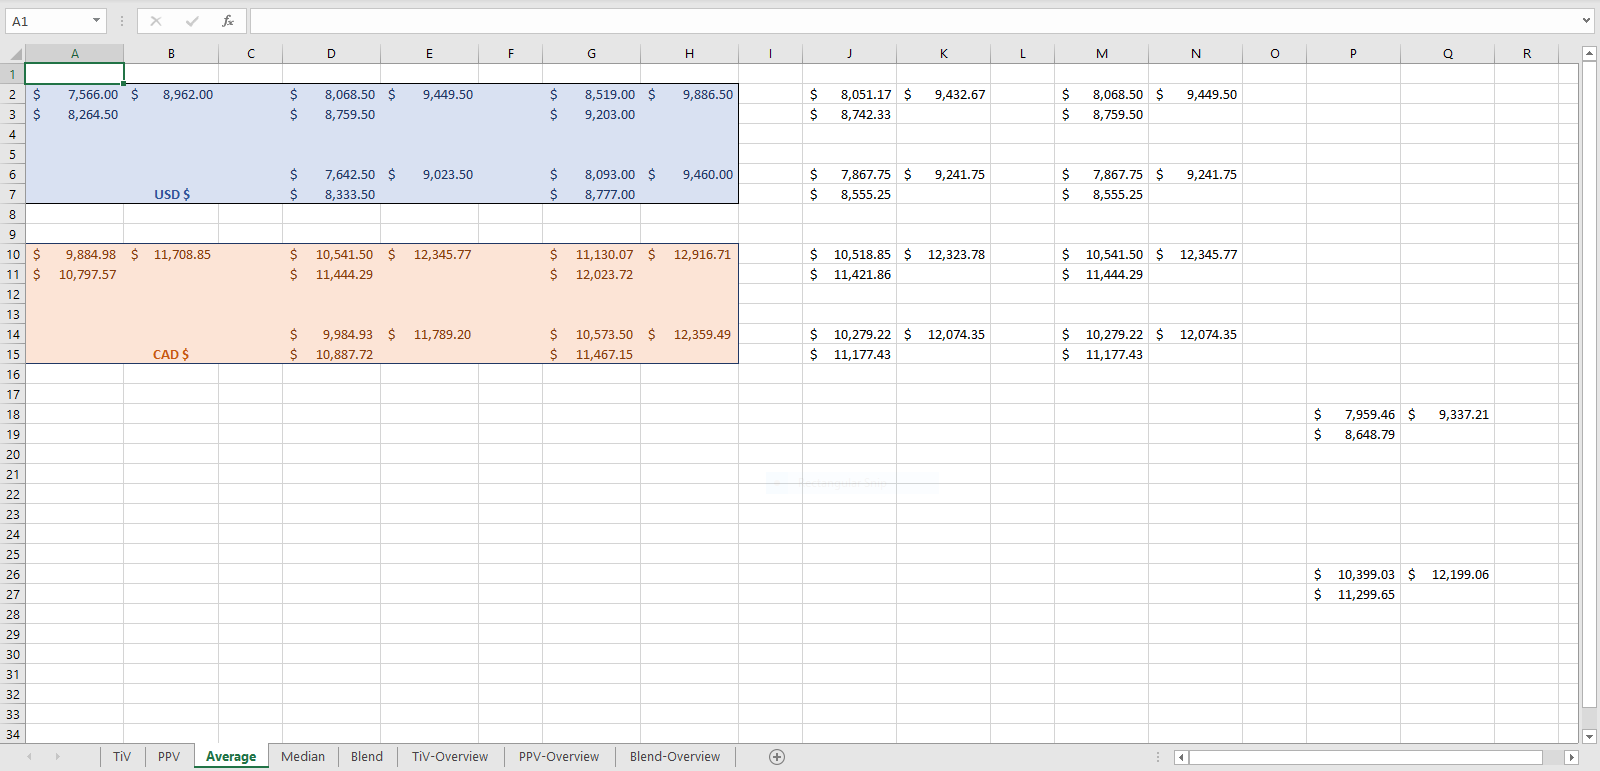 A1 fx
A B C D E F G H I J K L M N O P Q R
1
2 $ 7,566.00 $ 8,962.00 $ 8,068.50 $ 9,449.50 $ 8,519.00 $ 9,886.50 $ 8,051.17 $ 9,432.67 $ 8,068.50 $ 9,449.50
3 $ 8,264.50 $ 8,759.50 $ 9,203.00 $ 8,742.33 $ 8,759.50
4
5
6 $ 7,642.50 $ 9,023.50 $ 8,093.00 $ 9,460.00 $ 7,867.75 $ 9,241.75 $ 7,867.75 $ 9,241.75
7 USD $ $ 8,333.50 $ 8,777.00 $ 8,555.25 $ 8,555.25
8
9
10 $ 9,884.98 $ 11,708.85 $ 10,541.50 $ 12,345.77 $ 11,130.07 $ 12,916.71 $ 10,518.85 $ 12,323.78 $ 10,541.50 $ 12,345.77
11 $ 10,797.57 $ 11,444.29 $ 12,023.72 $ 11,421.86 $ 11,444.29
12
13
14 $ 9,984.93 $ 11,789.20 $ 10,573.50 $ 12,359.49 $ 10,279.22 $ 12,074.35 $ 10,279.22 $ 12,074.35
15 CAD $ $ 10,887.72 $ 11,467.15 $ 11,177.43 $ 11,177.43
16
17
18 $ 7,959.46 $ 9,337.21
19 $ 8,648.79
20
21
22
23
24
25
26 $ 10,399.03 $ 12,199.06
27 $ 11,299.65
28
29
30
31
32
33
34
TiV PPV Average Median Blend TiV-Overview PPV-Overview Blend-Overview